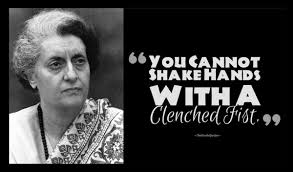 “YOU CANNOT
SHAKE HANDS
WITH A
Clenched Fist.”